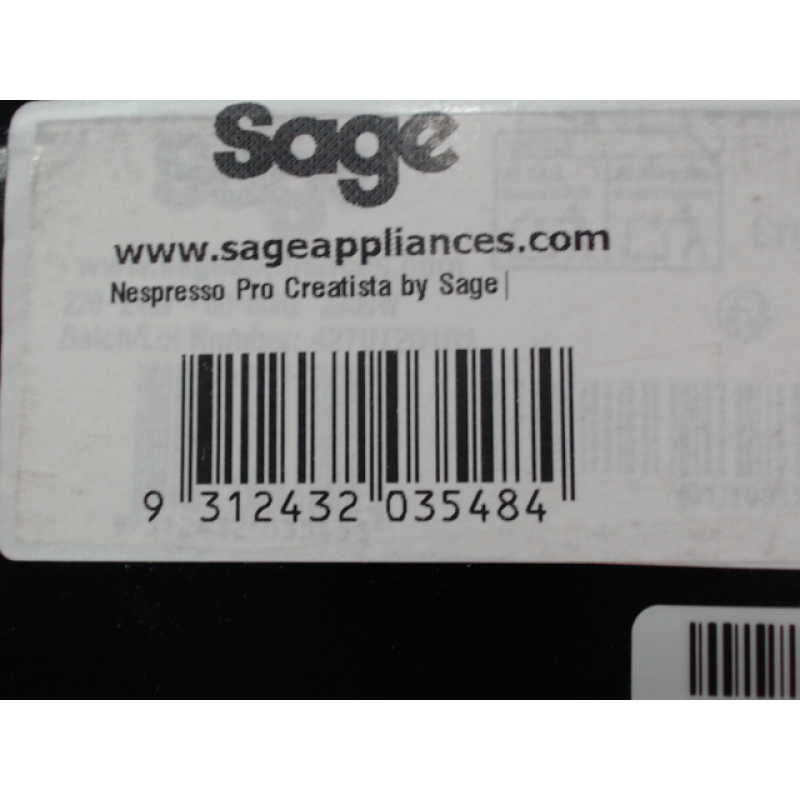 sage
www.sageappliances.com
Nespresso Pro Creatista by Sage
9 312432 035484